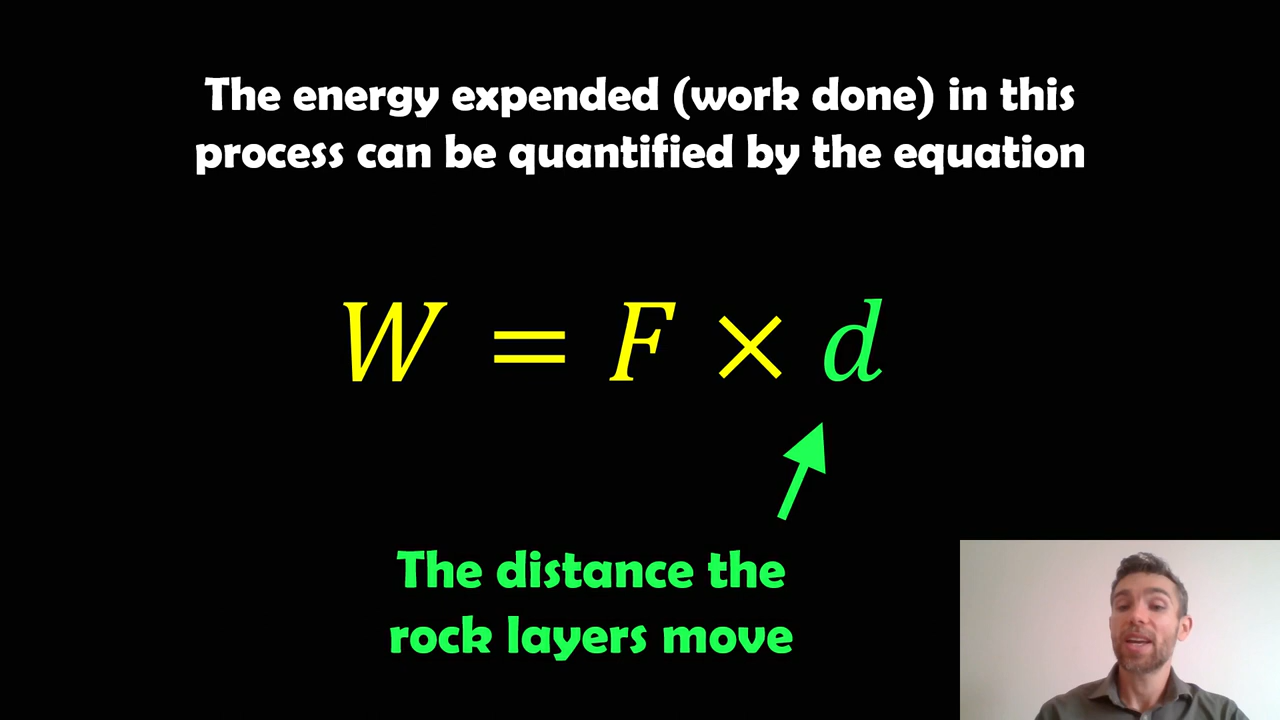 The energy expended (work done) in this
process can be quantified by the equation
W = F × d
The distance the
rock layers move